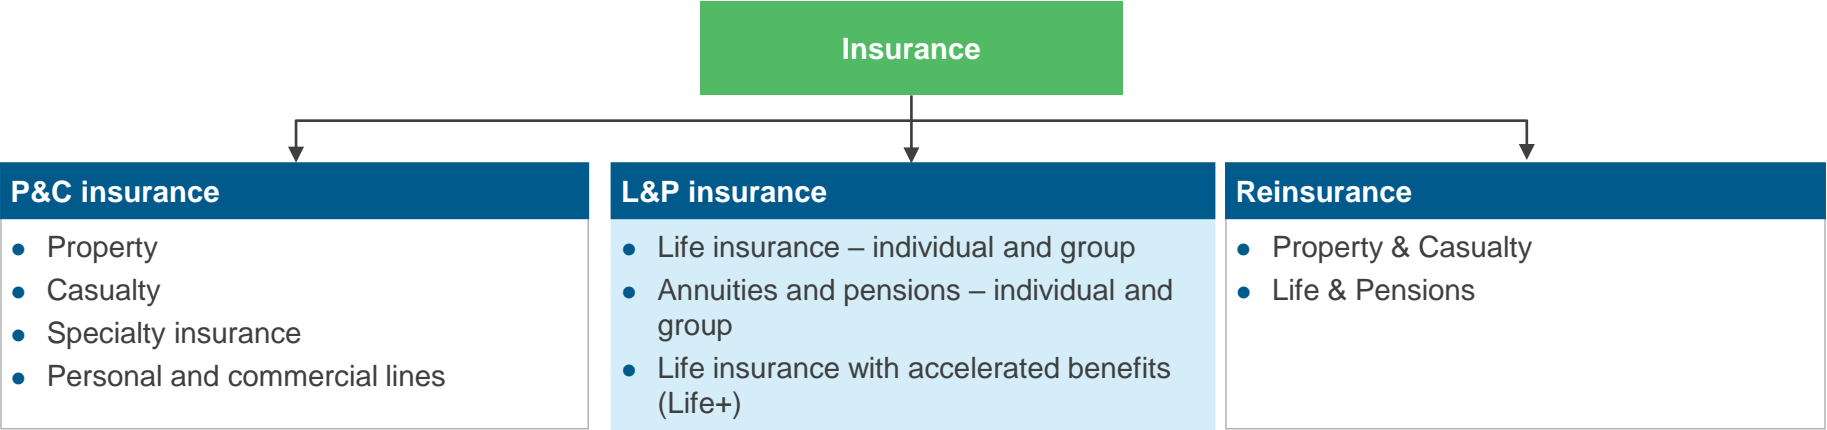 Insurance
P&C insurance
● Property
● Casualty
● Specialty insurance
● Personal and commercial lines
L&P insurance
● Life insurance – individual and group
● Annuities and pensions – individual and
group
● Life insurance with accelerated benefits
(Life+)
Reinsurance
● Property & Casualty
● Life & Pensions